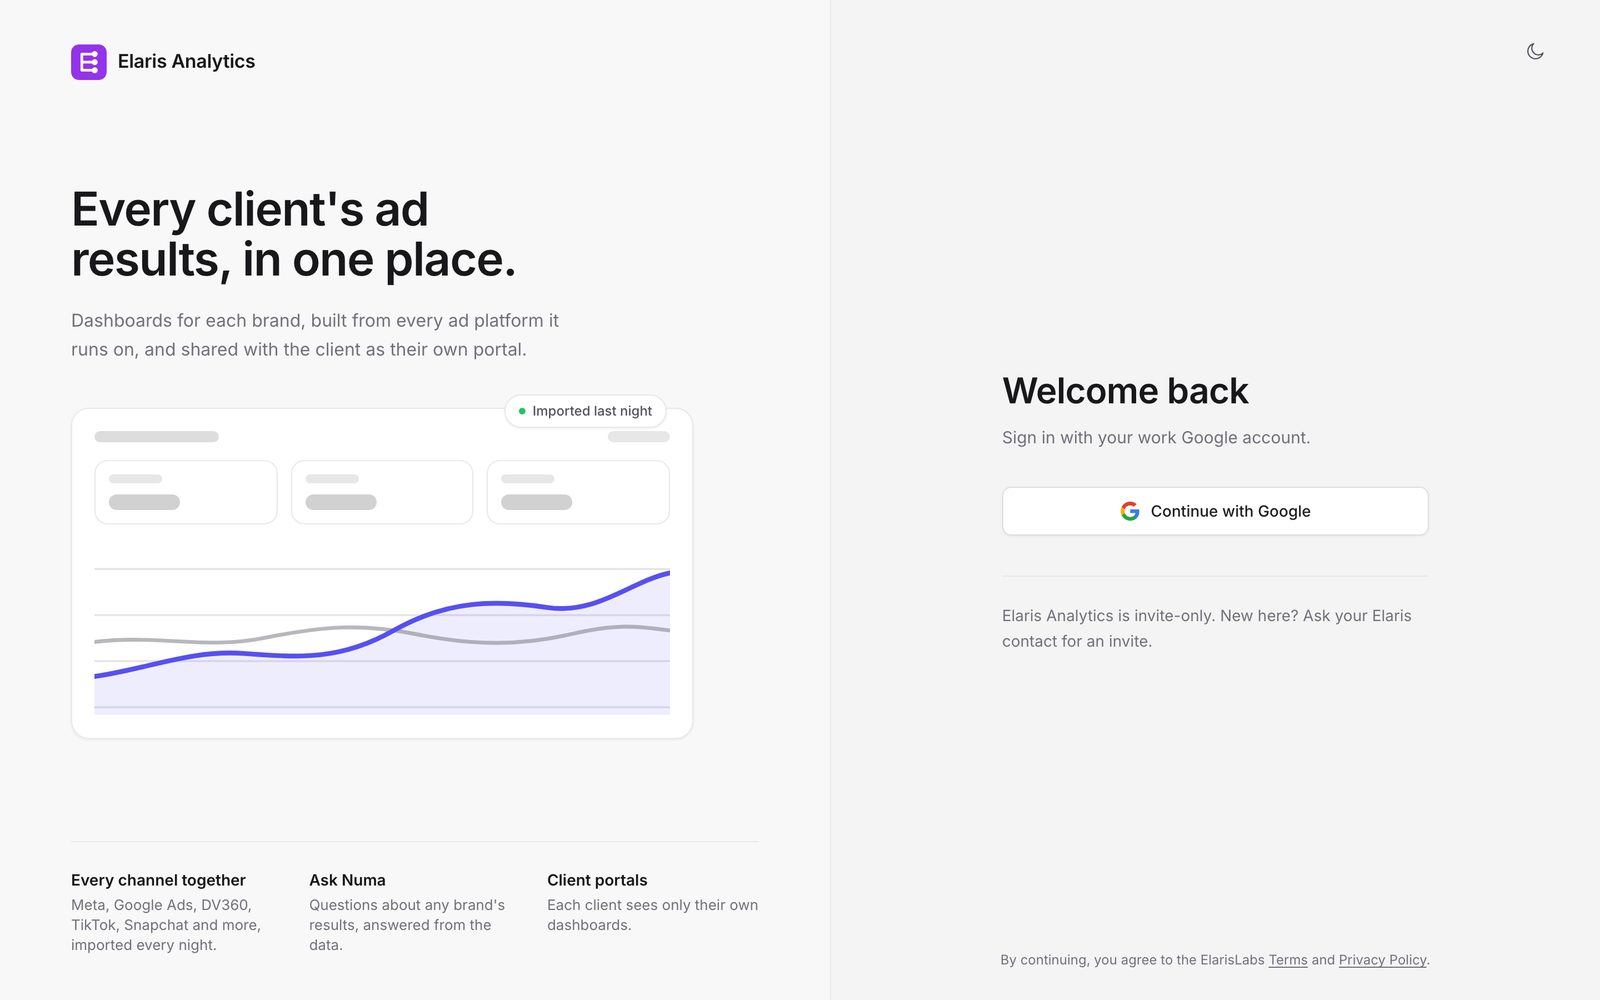 Elaris Analytics
Every client's ad
results, in one place.
Dashboards for each brand, built from every ad platform it
runs on, and shared with the client as their own portal.
Imported last night
Every channel together
Meta, Google Ads, DV360,
TikTok, Snapchat and more,
imported every night.
Ask Numa
Questions about any brand's
results, answered from the
data.
Client portals
Each client sees only their own
dashboards.
Welcome back
Sign in with your work Google account.
Continue with Google
Elaris Analytics is invite-only. New here? Ask your Elaris
contact for an invite.
By continuing, you agree to the ElarisLabs Terms and Privacy Policy.